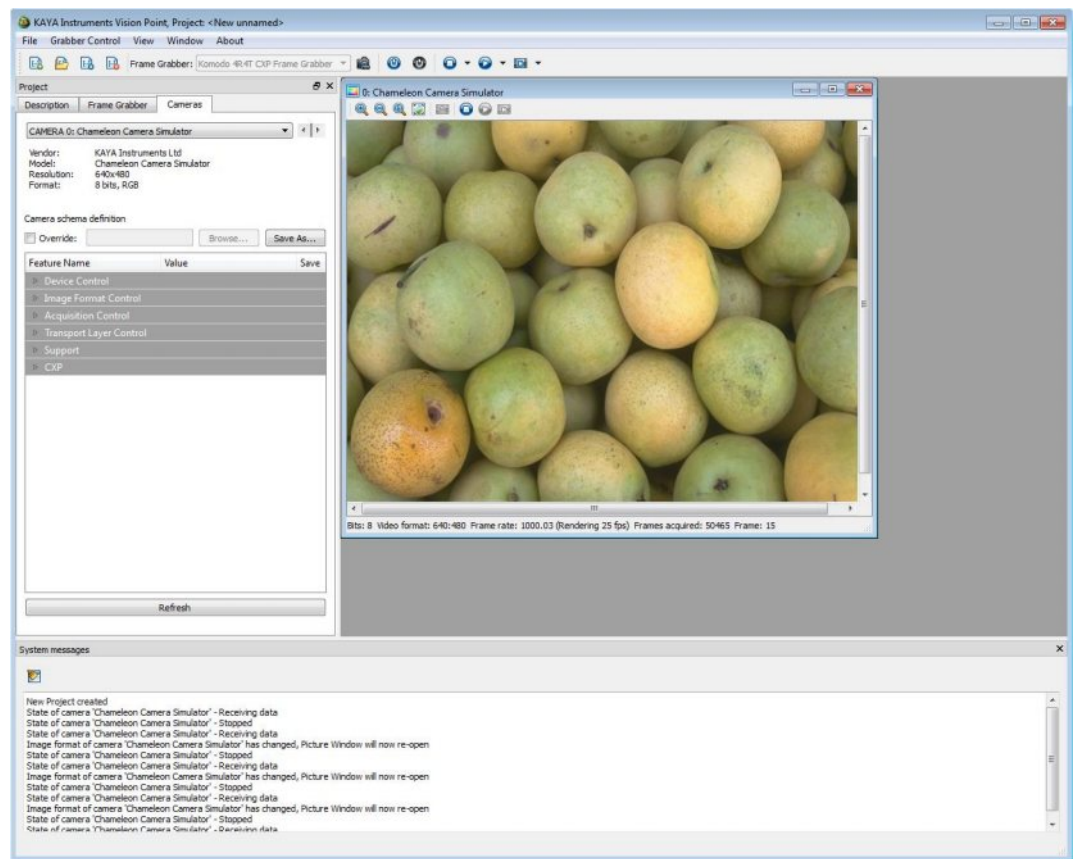 KAYA Instruments Vision Point, Project: <New unnamed>
File Grabber Control View Window About
Frame Grabber: Komodo 4R4T CXP Frame Grabber
Project
Description Frame Grabber Cameras
CAMERA 0: Chameleon Camera Simulator
Vendor: KAYA Instruments Ltd
Model: Chameleon Camera Simulator
Resolution: 640x480
Format: 8 bits, RGB
Camera schema definition
Override: Browse... Save As...
Feature Name Value Save
Device Control
Image Format Control
Acquisition Control
Transport Layer Control
Support
CXP
Refresh
0: Chameleon Camera Simulator
Bits: 8 Video format: 640:480 Frame rate: 1000.03 (Rendering 25 fps) Frames acquired: 50465 Frame: 15
System messages
New Project created
State of camera 'Chameleon Camera Simulator' - Receiving data
State of camera 'Chameleon Camera Simulator' - Stopped
State of camera 'Chameleon Camera Simulator' - Receiving data
Image format of camera 'Chameleon Camera Simulator' has changed, Picture Window will now re-open
State of camera 'Chameleon Camera Simulator' - Stopped
State of camera 'Chameleon Camera Simulator' - Receiving data
Image format of camera 'Chameleon Camera Simulator' has changed, Picture Window will now re-open
State of camera 'Chameleon Camera Simulator' - Stopped
State of camera 'Chameleon Camera Simulator' - Receiving data
Image format of camera 'Chameleon Camera Simulator' has changed, Picture Window will now re-open
State of camera 'Chameleon Camera Simulator' - Stopped
State of camera 'Chameleon Camera Simulator' - Receiving data